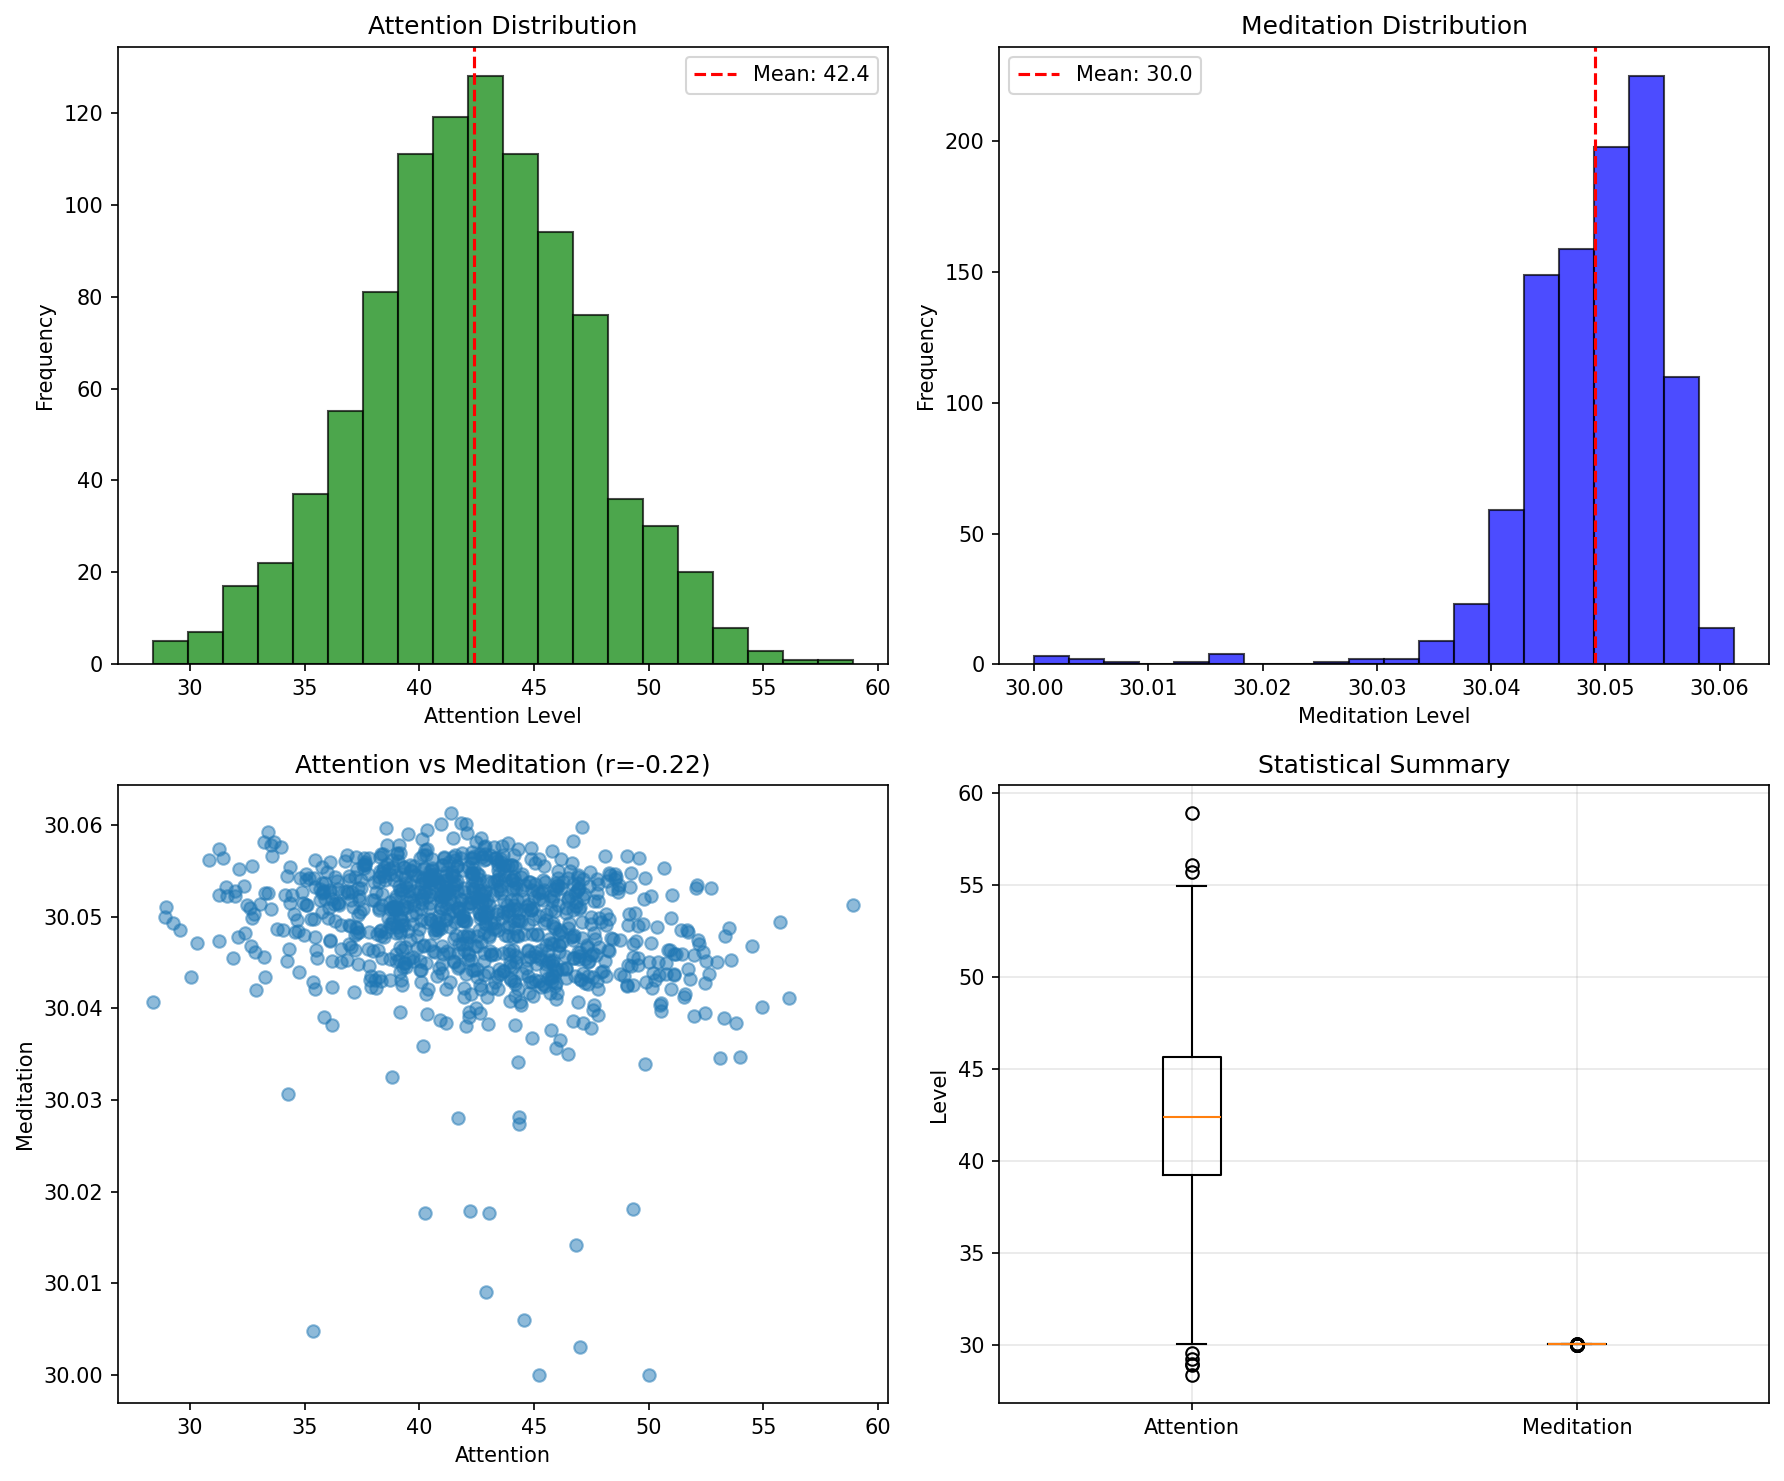 Attention Distribution
Mean: 42.4
120
100
80
60
40
20
0
Frequency
30 35 40 45 50 55 60
Attention Level
Meditation Distribution
Mean: 30.0
200
150
100
50
0
Frequency
30.00 30.01 30.02 30.03 30.04 30.05 30.06
Meditation Level
Attention vs Meditation (r=-0.22)
30.06
30.05
30.04
30.03
30.02
30.01
30.00
Meditation
30 35 40 45 50 55 60
Attention
Statistical Summary
60
55
50
45
40
35
30
Level
Attention Meditation